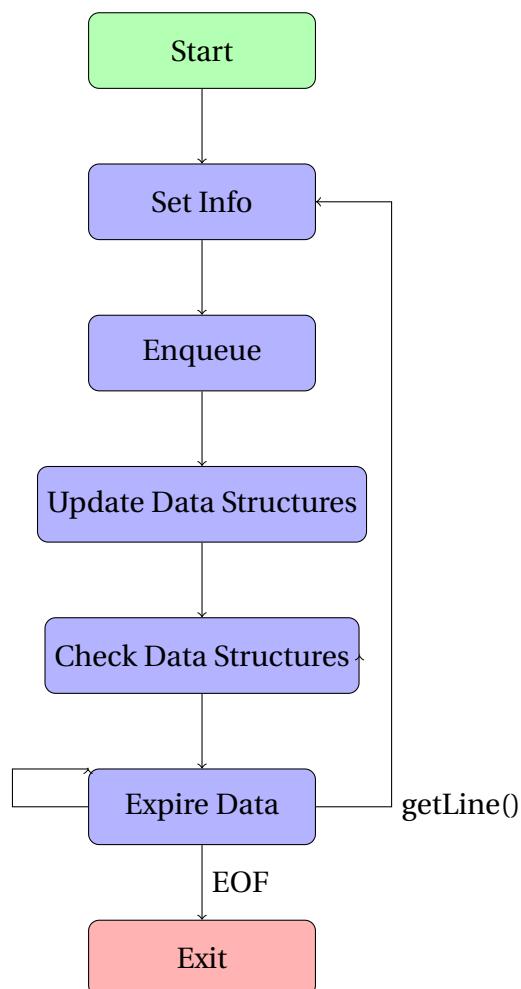 Start
Set Info
Enqueue
Update Data Structures
Check Data Structures
Expire Data
getLine()
EOF
Exit